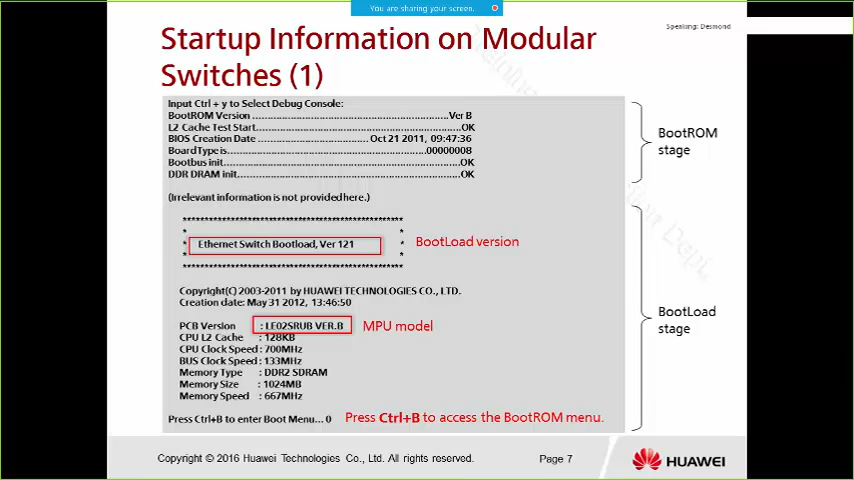 You are sharing your screen.
Speaking: Desmond
Startup Information on Modular
Switches (1)
Input Ctrl + y to Select Debug Console:
BootROM Version ......................................................Ver B
L2 Cache Test Start.......................................................OK
BIOS Creation Date ..............................Oct 21 2011, 09:47:36
BoardType is.......................................................00000008
Bootbus init................................................................OK
DDR DRAM init...........................................................OK
(Irrelevant information is not provided here.)
BootROM
stage
*******************************************************
* *
* Ethernet Switch Bootload, Ver 121 * BootLoad version
* *
*******************************************************
Copyright(C) 2003-2011 by HUAWEI TECHNOLOGIES CO., LTD.
Creation date: May 31 2012, 13:46:50
PCB Version : LE02SRUB VER.B MPU model
CPU L2 Cache : 128KB
CPU Clock Speed : 700MHz
BUS Clock Speed : 133MHz
Memory Type : DDR2 SDRAM
Memory Size : 1024MB
Memory Speed : 667MHz
Press Ctrl+B to enter Boot Menu... 0 Press Ctrl+B to access the BootROM menu.
BootLoad
stage
Copyright © 2016 Huawei Technologies Co., Ltd. All rights reserved.
Page 7
HUAWEI